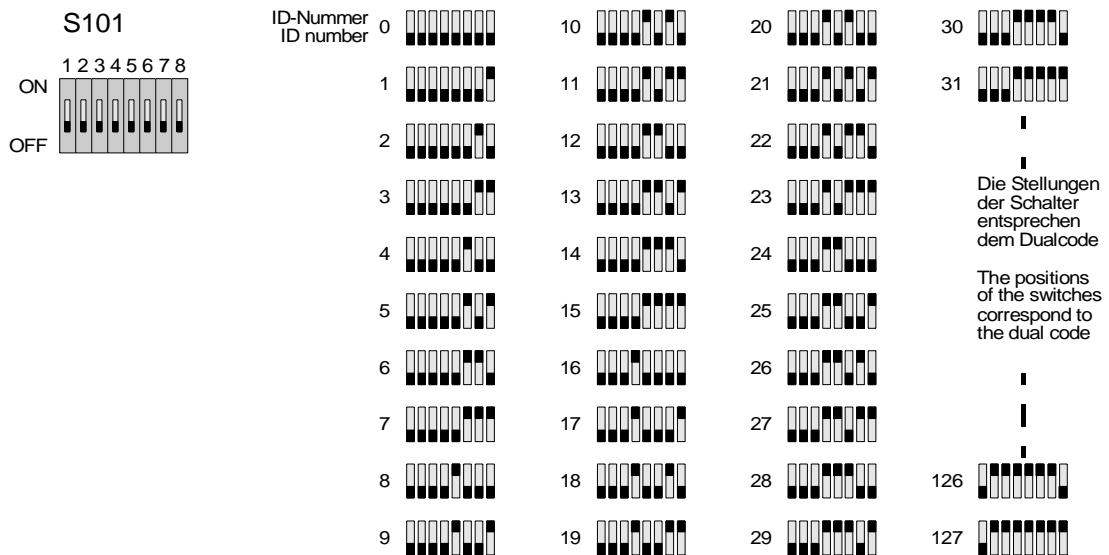 S101
1 2 3 4 5 6 7 8
ON
OFF
ID-Nummer
ID number
0
1
2
3
4
5
6
7
8
9
10
11
12
13
14
15
16
17
18
19
20
21
22
23
24
25
26
27
28
29
30
31
Die Stellungen
der Schalter
entsprechen
dem Dualcode
The positions
of the switches
correspond to
the dual code
126
127